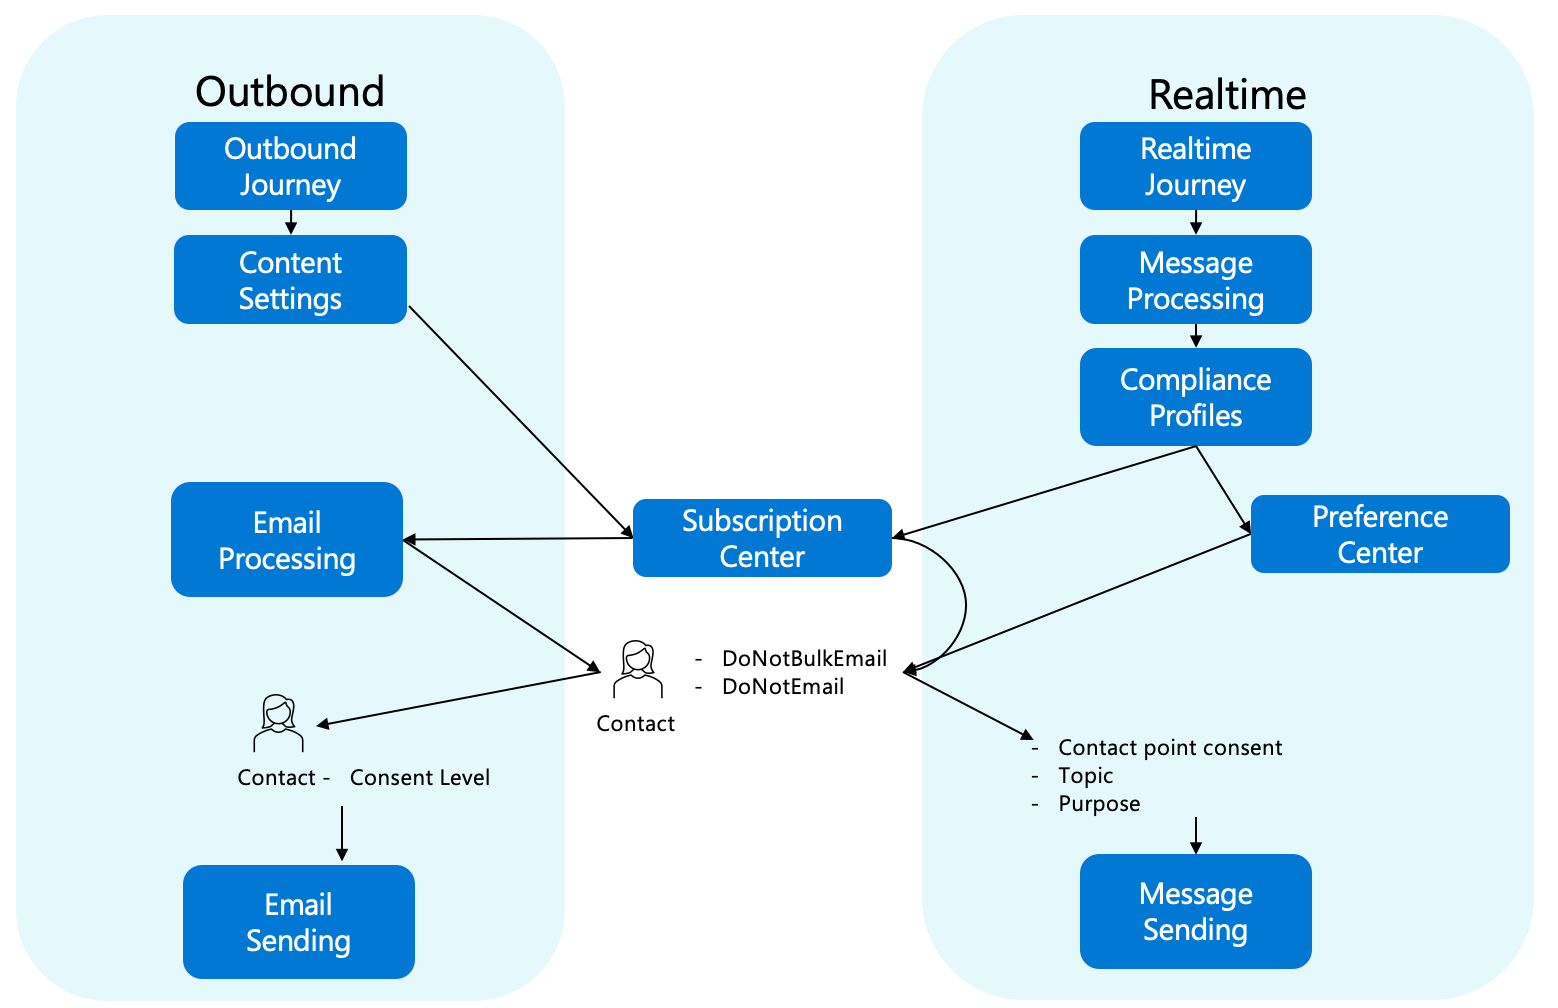 Outbound
Outbound
Journey
Content
Settings
Email
Processing
Subscription
Center
- DoNotBulkEmail
- DoNotEmail
Contact
Contact - Consent Level
Email
Sending
Realtime
Realtime
Journey
Message
Processing
Compliance
Profiles
Preference
Center
- Contact point consent
- Topic
- Purpose
Message
Sending